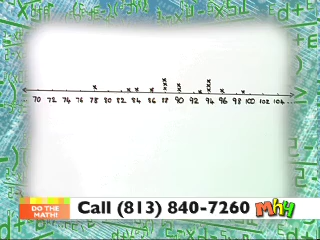 70 72 74 76 78 80 82 84 86 88 90 92 94 96 98 100 102 104
DO THE
MATH!
Call (813) 840-7260
mhh